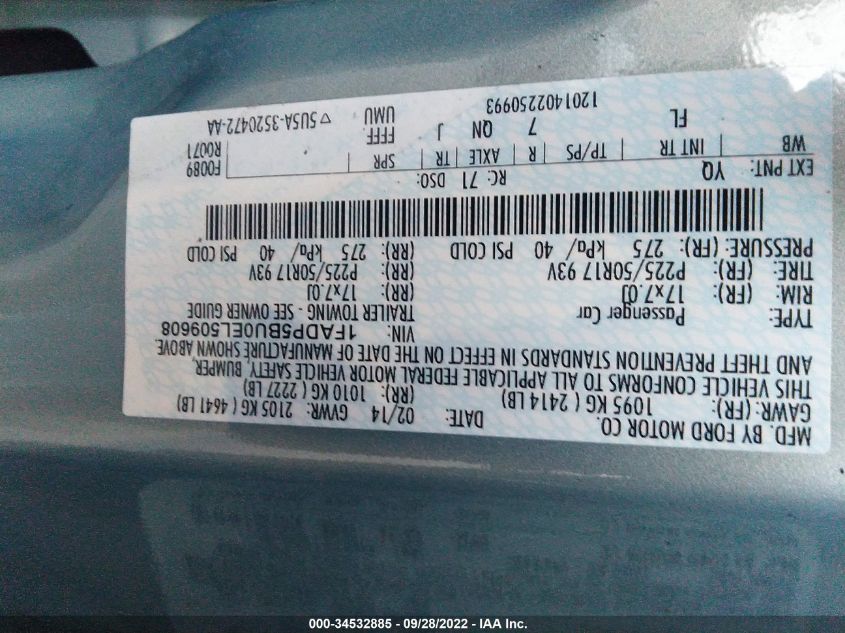 MFD. BY FORD MOTOR CO.
DATE: 02/14 GVWR: 2105 KG ( 4641 LB)
GAWR: (FR): 1095 KG ( 2414 LB) (RR): 1010 KG ( 2227 LB)
THIS VEHICLE CONFORMS TO ALL APPLICABLE FEDERAL MOTOR VEHICLE SAFETY, BUMPER,
AND THEFT PREVENTION STANDARDS IN EFFECT ON THE DATE OF MANUFACTURE SHOWN ABOVE.
VIN: 1FADP5BU0EL509608
TYPE: Passenger Car TRAILER TOWING - SEE OWNER GUIDE
RIM: (FR): 17x7.0J (RR): 17x7.0J
TIRE: (FR): P225/50R17 93V (RR): P225/50R17 93V
PRESSURE: (FR): 275 kPa/ 40 PSI COLD (RR): 275 kPa/ 40 PSI COLD
EXT PNT: YQ RC: 71 DSO: F0089
WB INT TR TP/PS R AXLE TR SPR R0071
FL 7 QN J FFFF.
UMU
1201402250993 ▽ 5U5A-3520472-AA
000-34532885 - 09/28/2022 - IAA Inc.